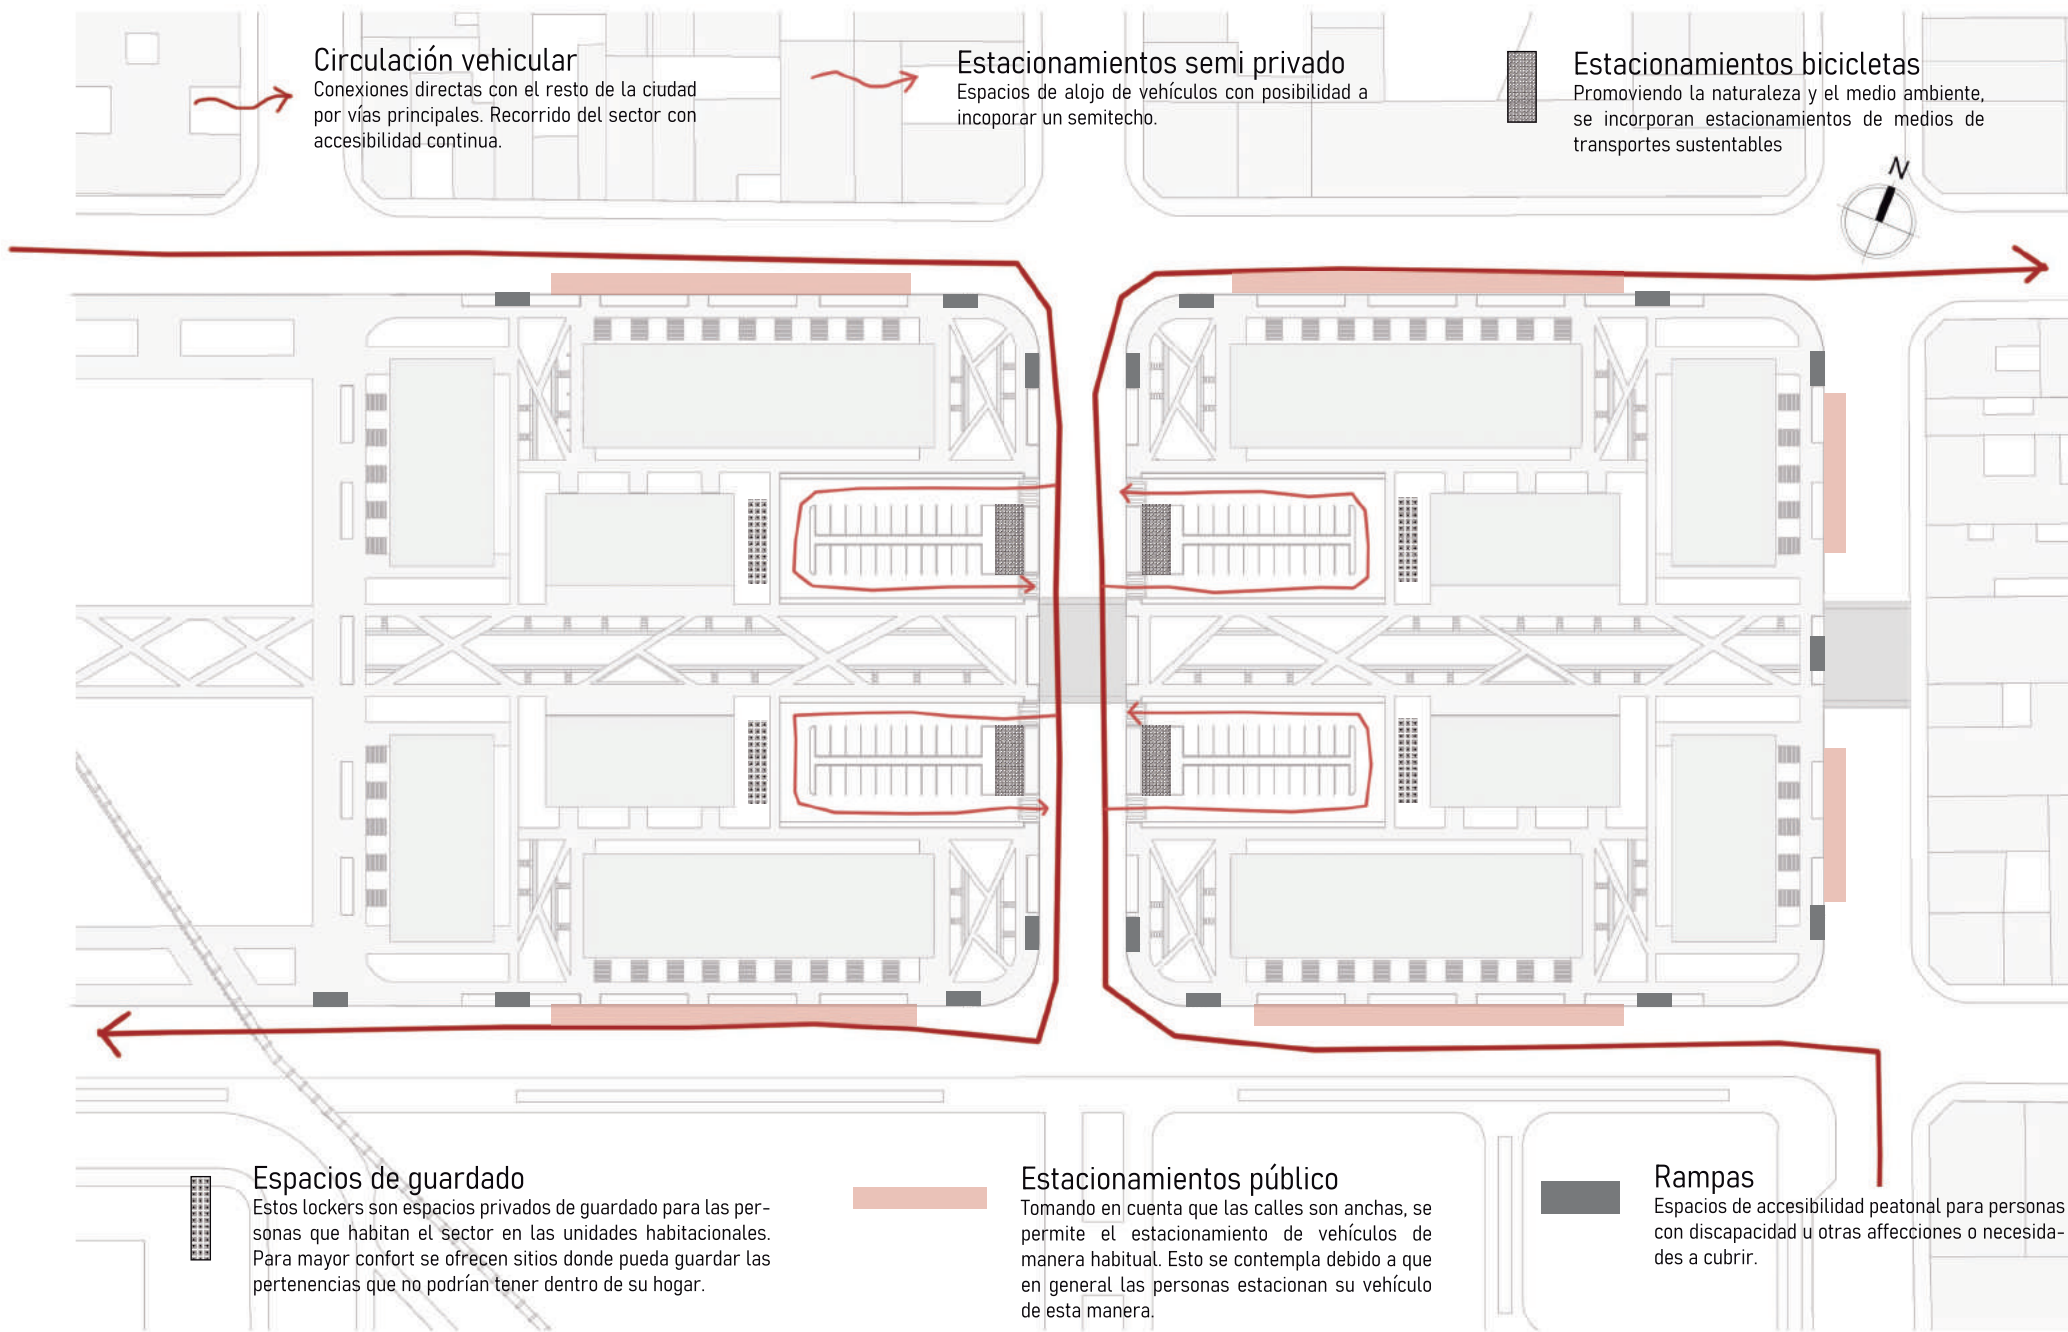 Circulación vehicular
Conexiones directas con el resto de la ciudad
por vías principales. Recorrido del sector con
accesibilidad continua.
Estacionamientos semi privado
Espacios de alojo de vehículos con posibilidad a
incoporar un semitecho.
Estacionamientos bicicletas
Promoviendo la naturaleza y el medio ambiente,
se incorporan estacionamientos de medios de
transportes sustentables
N
Espacios de guardado
Estos lockers son espacios privados de guardado para las per-
sonas que habitan el sector en las unidades habitacionales.
Para mayor confort se ofrecen sitios donde pueda guardar las
pertenencias que no podrían tener dentro de su hogar.
Estacionamientos público
Tomando en cuenta que las calles son anchas, se
permite el estacionamiento de vehículos de
manera habitual. Esto se contempla debido a que
en general las personas estacionan su vehículo
de esta manera.
Rampas
Espacios de accesibilidad peatonal para personas
con discapacidad u otras affecciones o necesida-
des a cubrir.